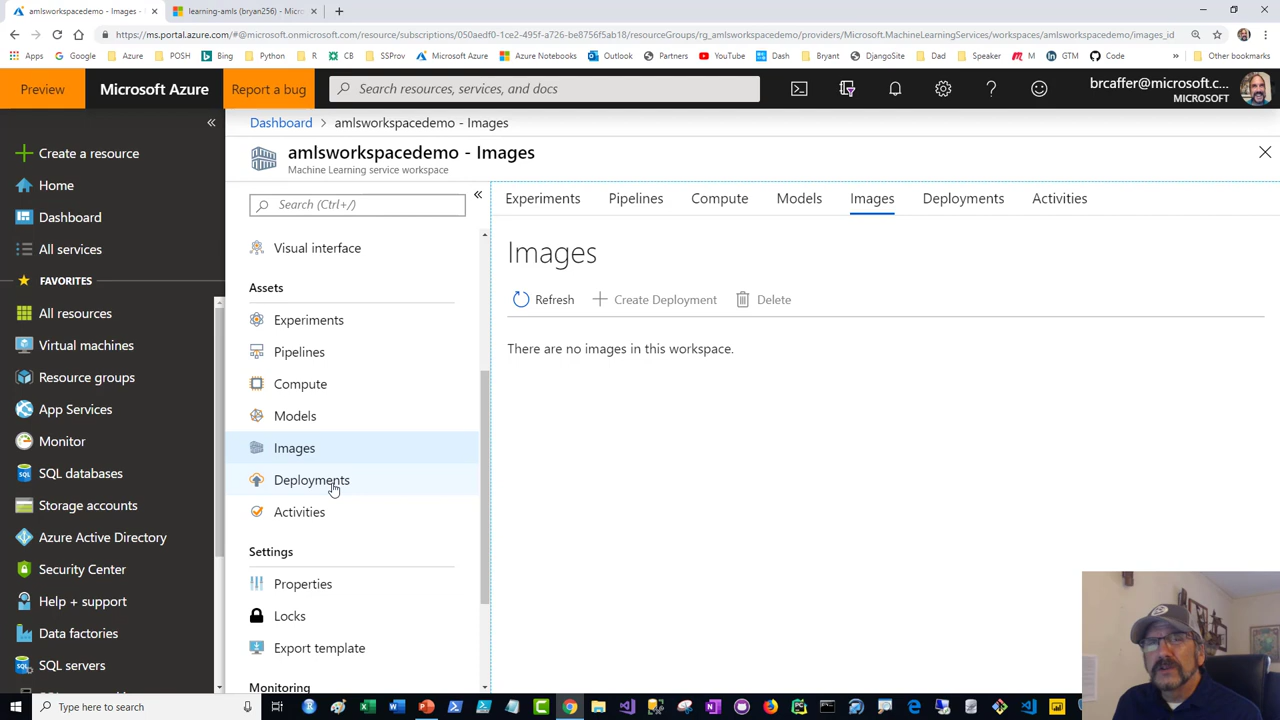 amlsworkspacedemo - Images -
learning-amls (bryan256) - Micro
https://ms.portal.azure.com/#@microsoft.onmicrosoft.com/resource/subscriptions/050aedf0-1ce2-495f-a726-be8756f5ab18/resourceGroups/rg_amlsworkspacedemo/providers/Microsoft.MachineLearningServices/workspaces/amlsworkspacedemo/images_id
Apps Google Azure POSH Bing GTM SPSXEvents Microsoft Azure Azure Notebooks Outlook Partners YouTube Dash Bryan DjangoSite Dad Speaker M LinkedIn GTM Code » Other bookmarks
Preview
Microsoft Azure
Report a bug
Search resources, services, and docs
brcaffer@microsoft.c...
MICROSOFT
Dashboard > amlsworkspacedemo - Images
amlsworkspacedemo - Images
Machine Learning service workspace
Create a resource
Home
Dashboard
All services
FAVORITES
All resources
Virtual machines
Resource groups
App Services
Monitor
SQL databases
Storage accounts
Azure Active Directory
Security Center
Help + support
Data factories
SQL servers
Search (Ctrl+/)
Visual interface
Assets
Experiments
Pipelines
Compute
Models
Images
Deployments
Activities
Settings
Properties
Locks
Export template
Monitoring
Experiments Pipelines Compute Models Images Deployments Activities
Images
Refresh Create Deployment Delete
There are no images in this workspace.
Type here to search